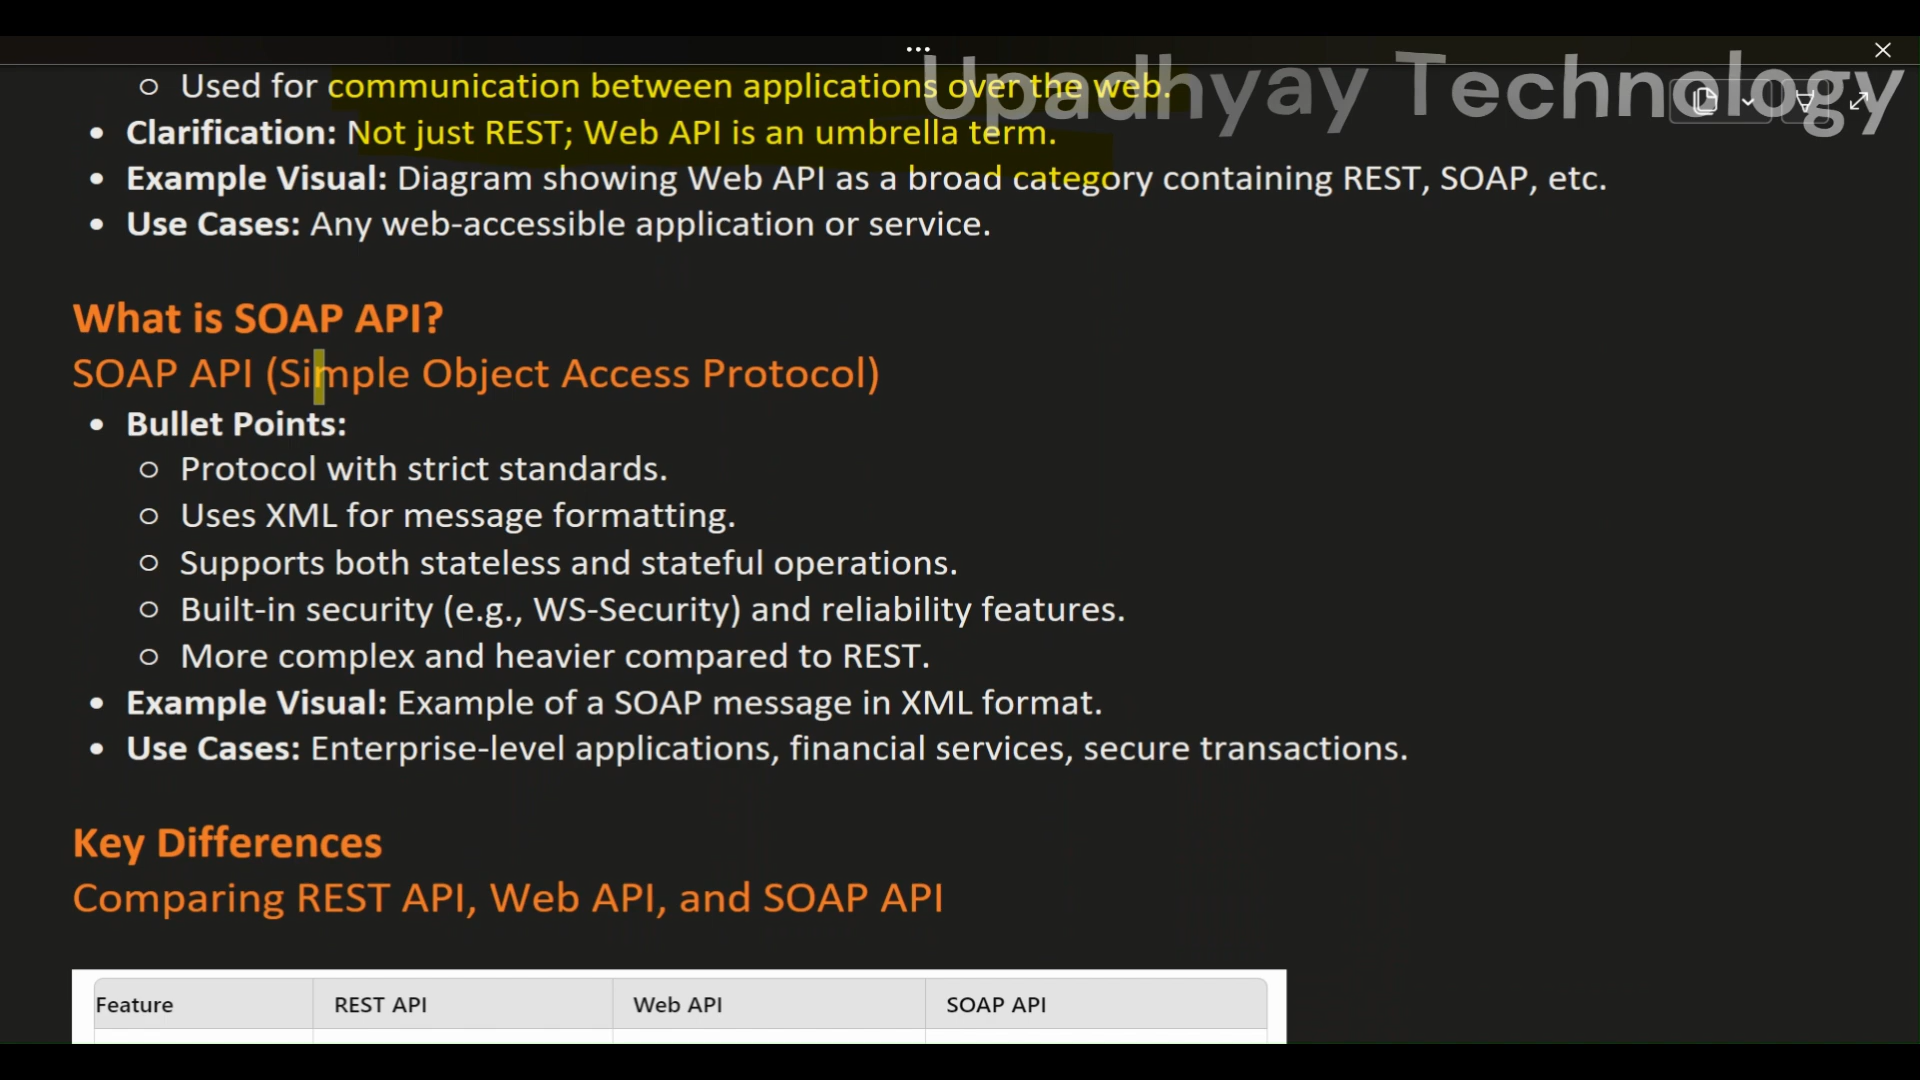 Upadhyay Technology
○ Used for communication between applications over the web.
• Clarification: Not just REST; Web API is an umbrella term.
• Example Visual: Diagram showing Web API as a broad category containing REST, SOAP, etc.
• Use Cases: Any web-accessible application or service.
What is SOAP API?
SOAP API (Simple Object Access Protocol)
• Bullet Points:
○ Protocol with strict standards.
○ Uses XML for message formatting.
○ Supports both stateless and stateful operations.
○ Built-in security (e.g., WS-Security) and reliability features.
○ More complex and heavier compared to REST.
• Example Visual: Example of a SOAP message in XML format.
• Use Cases: Enterprise-level applications, financial services, secure transactions.
Key Differences
Comparing REST API, Web API, and SOAP API
Feature REST API Web API SOAP API